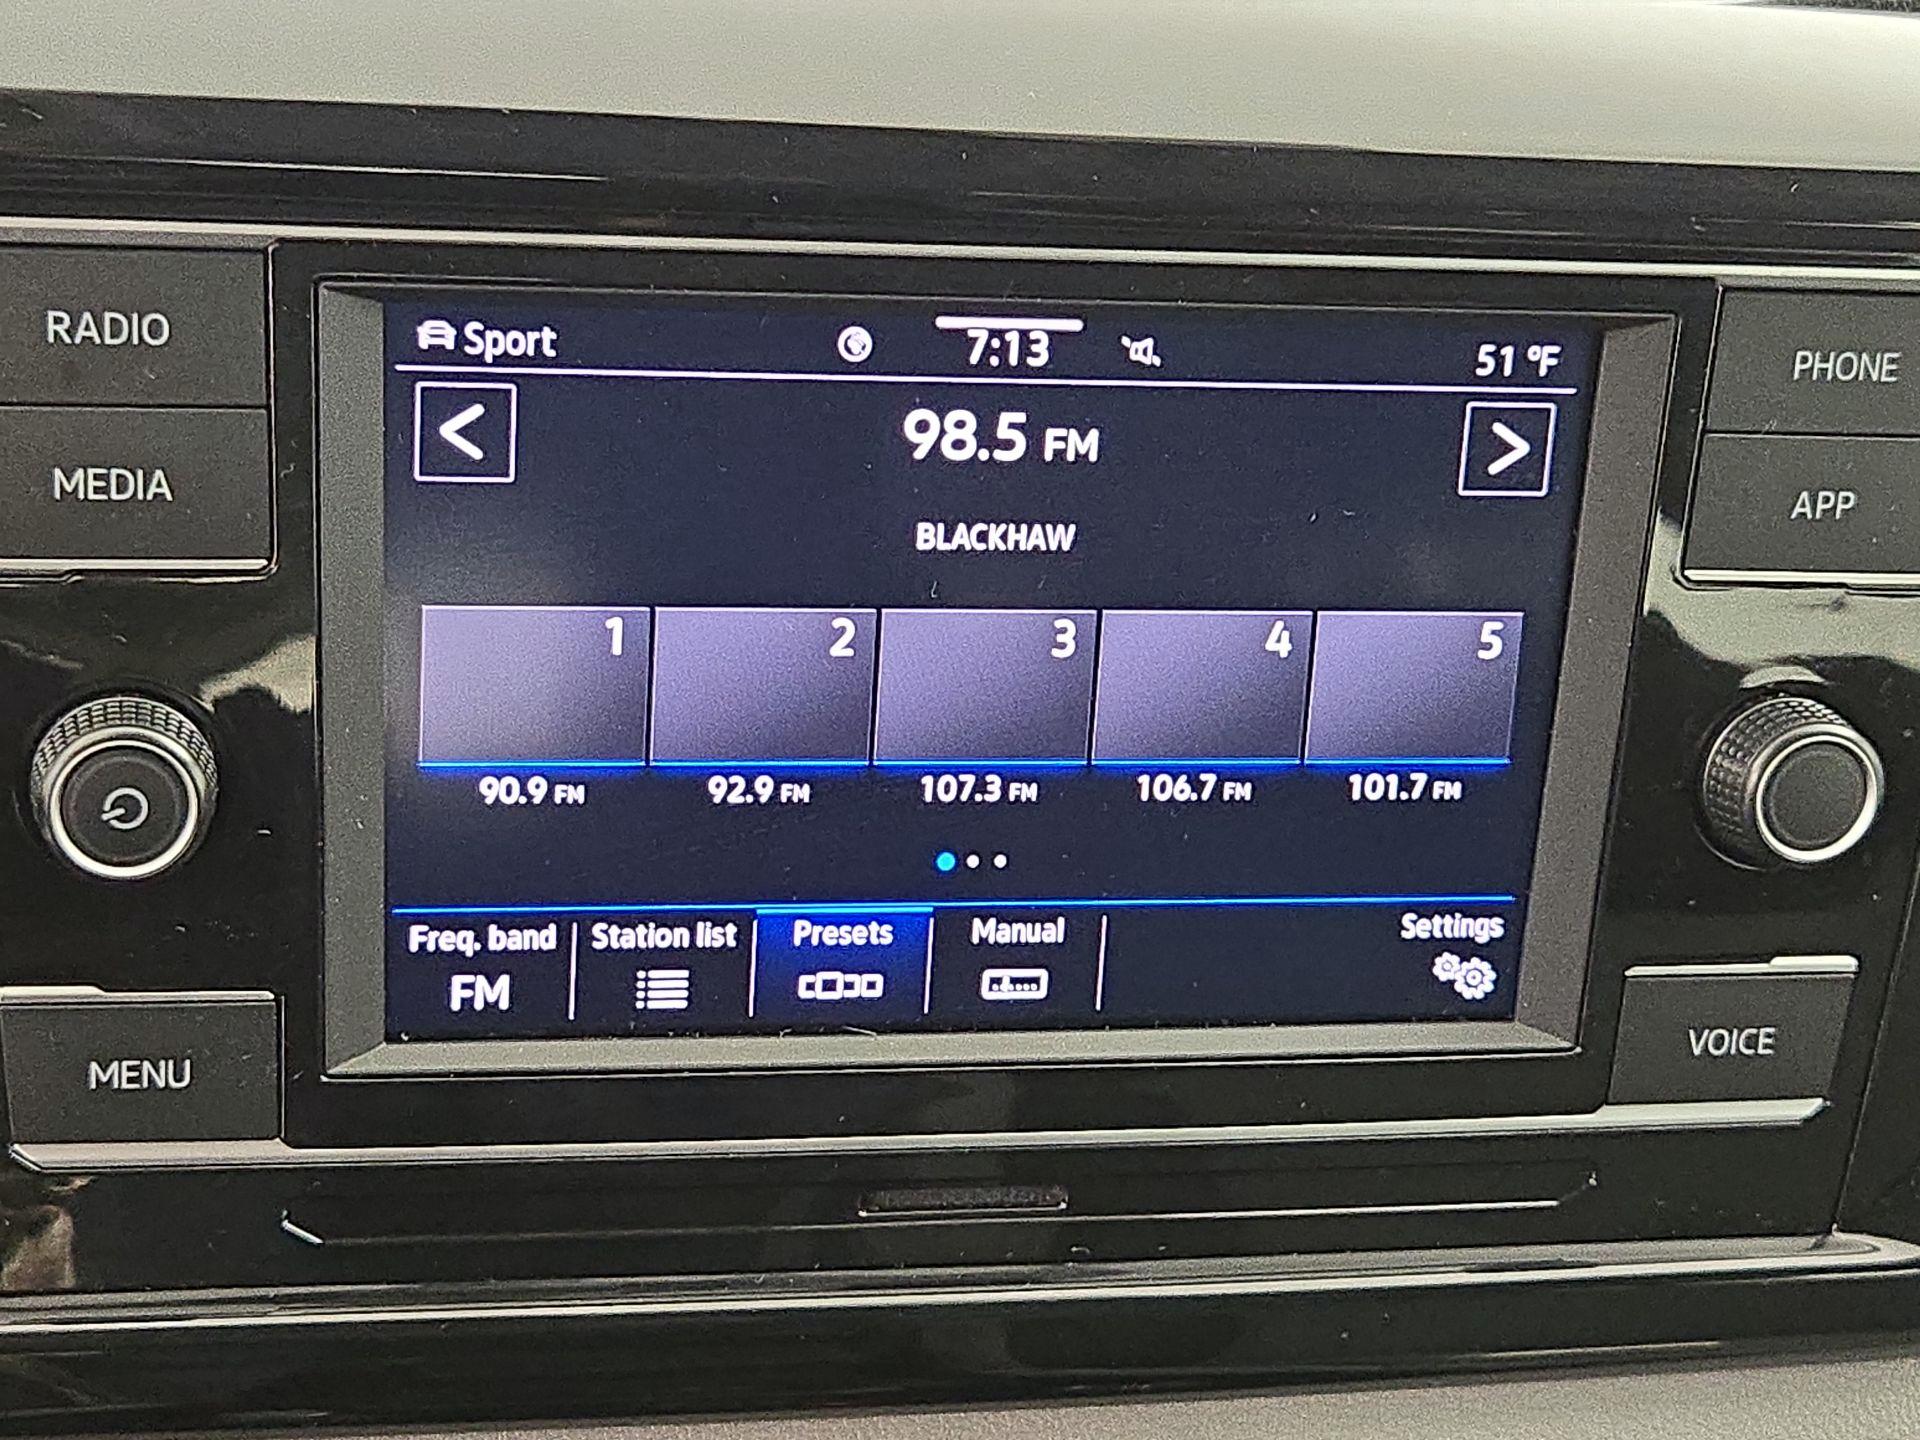 RADIO
MEDIA
MENU
Sport
7:13
51 °F
98.5 FM
BLACKHAW
1
2
3
4
5
90.9 FM
92.9 FM
107.3 FM
106.7 FM
101.7 FM
Freq. band
FM
Station list
Presets
Manual
Settings
PHONE
APP
VOICE